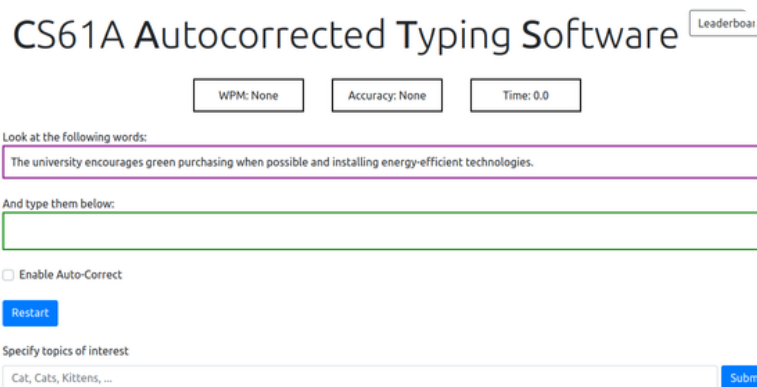 CS61A Autocorrected Typing Software
WPM: None
Accuracy: None
Time: 0.0
Look at the following words:
The university encourages green purchasing when possible and installing energy-efficient technologies.
And type them below:
Enable Auto-Correct
Restart
Specify topics of interest
Cat, Cats, Kittens, ...